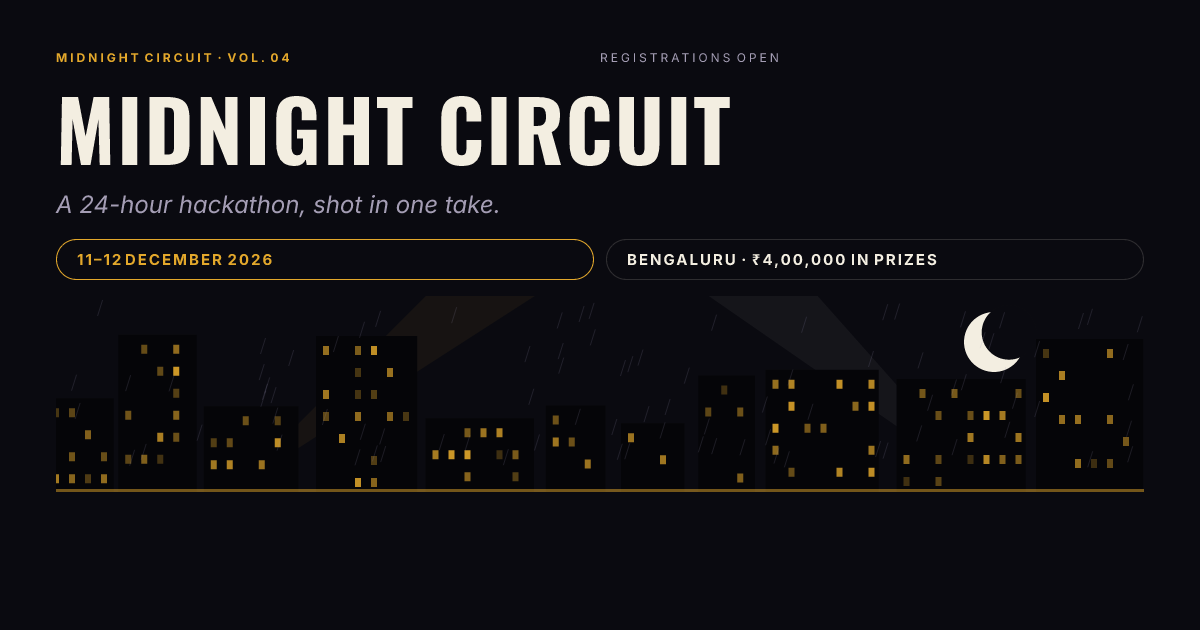 MIDNIGHT CIRCUIT · VOL. 04
REGISTRATIONS OPEN
MIDNIGHT CIRCUIT
A 24-hour hackathon, shot in one take.
11–12 DECEMBER 2026
BENGALURU · ₹4,00,000 IN PRIZES